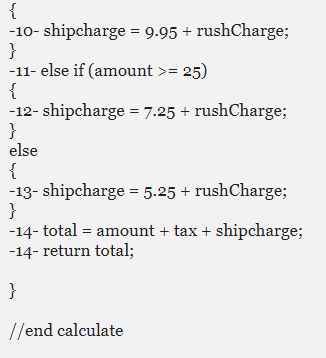 {
-10- shipcharge = 9.95 + rushCharge;
}
-11- else if (amount >= 25)
{
-12- shipcharge = 7.25 + rushCharge;
}
else
{
-13- shipcharge = 5.25 + rushCharge;
}
-14- total = amount + tax + shipcharge;
-14- return total;
}
//end calculate